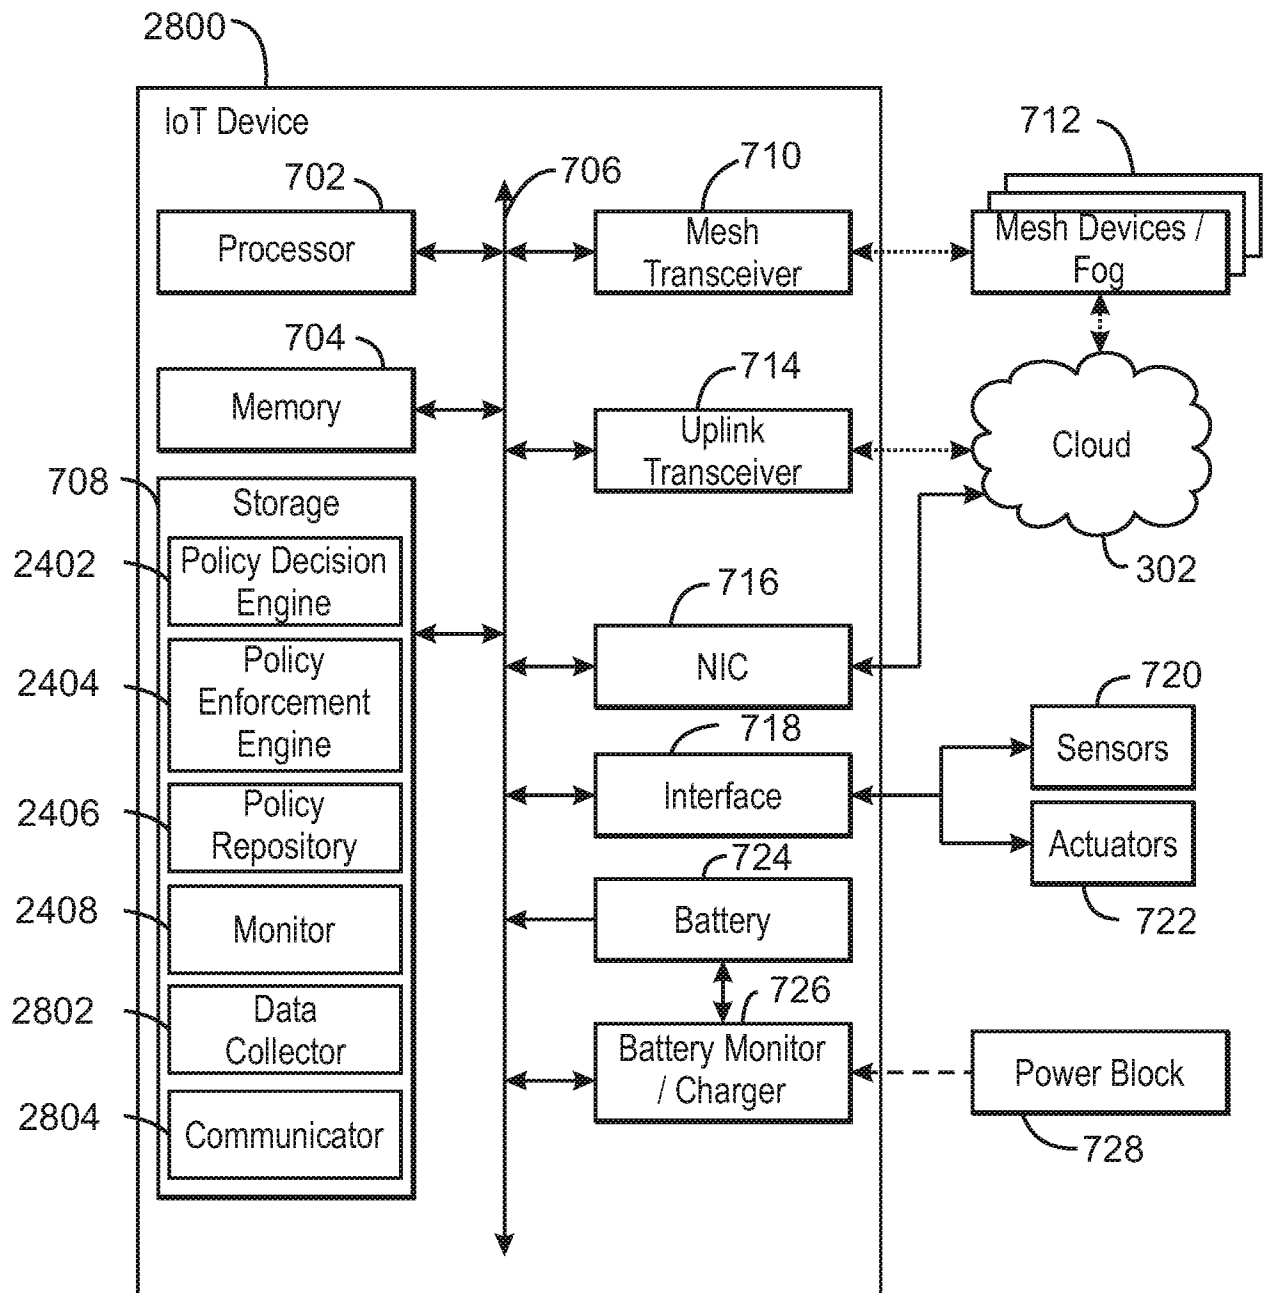 2800
IoT Device
702
706
710
712
Processor
Mesh
Transceiver
Mesh Devices /
Fog
704
714
Memory
Uplink
Transceiver
Cloud
302
708
Storage
2402
Policy Decision
Engine
716
NIC
2404
Policy
Enforcement
Engine
718
Interface
720
Sensors
Actuators
722
2406
Policy
Repository
724
Battery
2408
Monitor
726
Battery Monitor
/ Charger
Power Block
728
2802
Data
Collector
2804
Communicator